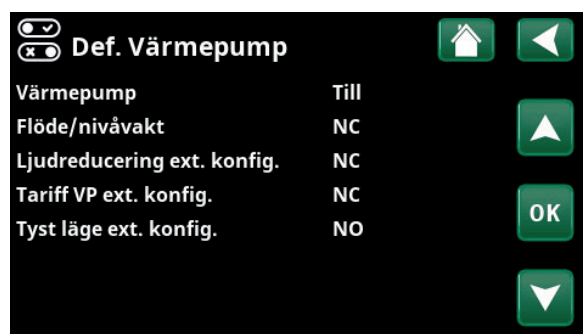 Def. Värmepump
Värmepump Till
Flöde/nivåvakt NC
Ljudreducering ext. konfig. NC
Tariff VP ext. konfig. NC
Tyst läge ext. konfig. NO
OK